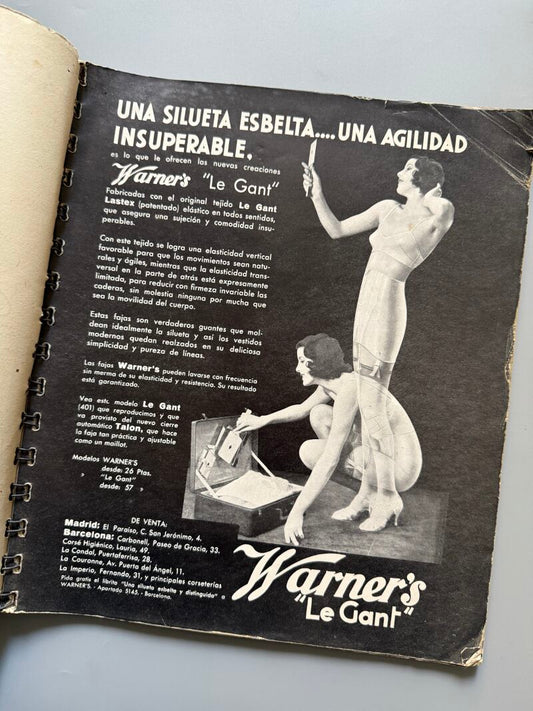 UNA SILUETA ESBELTA.... UNA AGILIDAD
INSUPERABLE,
es lo que le ofrecen las nuevas creaciones
Warner's "Le Gant"
Fabricadas con el original tejido Le Gant
Lastex (patentado) elástico en todos sentidos,
que asegura una sujeción y comodidad insu-
perables.
Con este tejido se logra una elasticidad vertical
favorable para que los movimientos sean natu-
rales y ágiles, mientras que la elasticidad trans-
versal en la parte de atrás está expresamente
limitada, para reducir con firmeza invariable las
caderas, sin molestia ninguna por mucha que
sea la movilidad del cuerpo.
Estas fajas son verdaderos guantes que mol-
dean idealmente la silueta y así los vestidos
modernos quedan realzados en su deliciosa
simplicidad y pureza de líneas.
Las fajas Warner's pueden lavarse con frecuencia
sin merma de su elasticidad y resistencia. Su resultado
está garantizado.
Vea este modelo Le Gant
(401) que reproducimos y que
va provisto del nuevo cierre
automático Talon, que hace
la faja tan práctica y ajustable
como un maillot.
Modelos WARNER'S
desde: 26 Ptas.
» "Le Gant"
desde: 57 »
DE VENTA:
Madrid: El Paraíso, C. San Jerónimo, 4.
Barcelona: Carbonell, Paseo de Gracia, 33.
Corsé Higiénico, Lauria, 49.
La Condal, Puertaferrisa, 28.
La Couronne, Av. Puerta del Angel, 11.
La Imperio, Fernando, 31, y principales corseterías
Pida gratis el librito "Una silueta esbelta y distinguida" a
WARNER'S. - Apartado 5145. - Barcelona.
Warner's
"Le Gant"